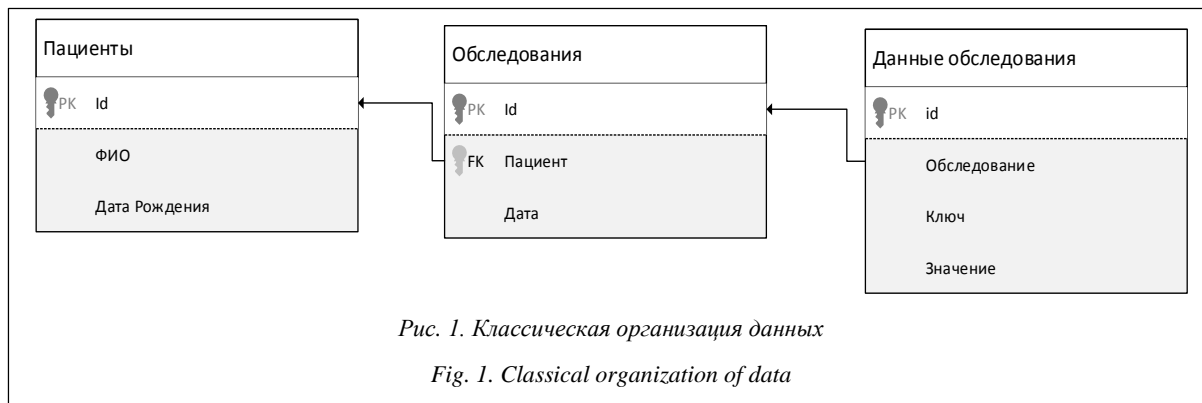 Пациенты
PK Id
ФИО
Дата Рождения
Обследования
PK Id
FK Пациент
Дата
Данные обследования
PK id
Обследование
Ключ
Значение
Рис. 1. Классическая организация данных
Fig. 1. Classical organization of data